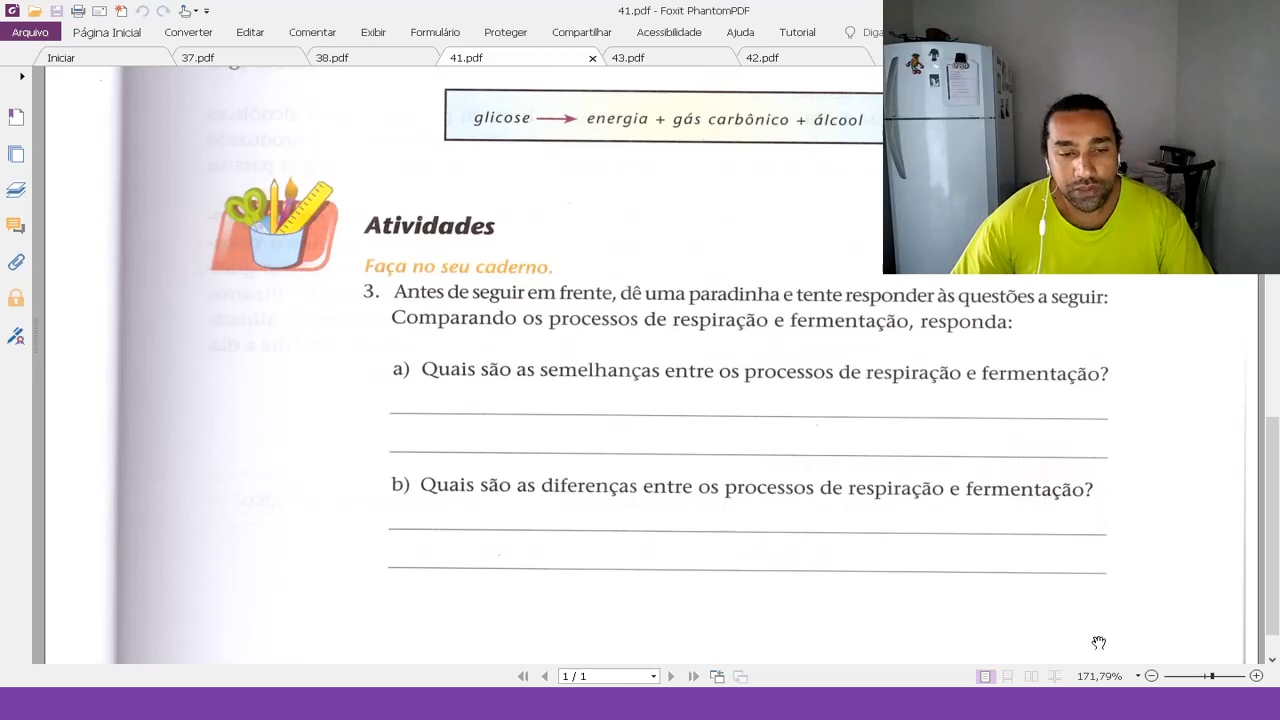 41.pdf - Foxit PhantomPDF
Arquivo Página Inicial Converter Editar Comentar Exibir Formulário Proteger Compartilhar Acessibilidade Ajuda Tutorial
Iniciar 37.pdf 38.pdf 41.pdf 43.pdf 42.pdf
glicose → energia + gás carbônico + álcool
Atividades
Faça no seu caderno.
3. Antes de seguir em frente, dê uma paradinha e tente responder às questões a seguir:
Comparando os processos de respiração e fermentação, responda:
a) Quais são as semelhanças entre os processos de respiração e fermentação?
b) Quais são as diferenças entre os processos de respiração e fermentação?
1 / 1
171,79%